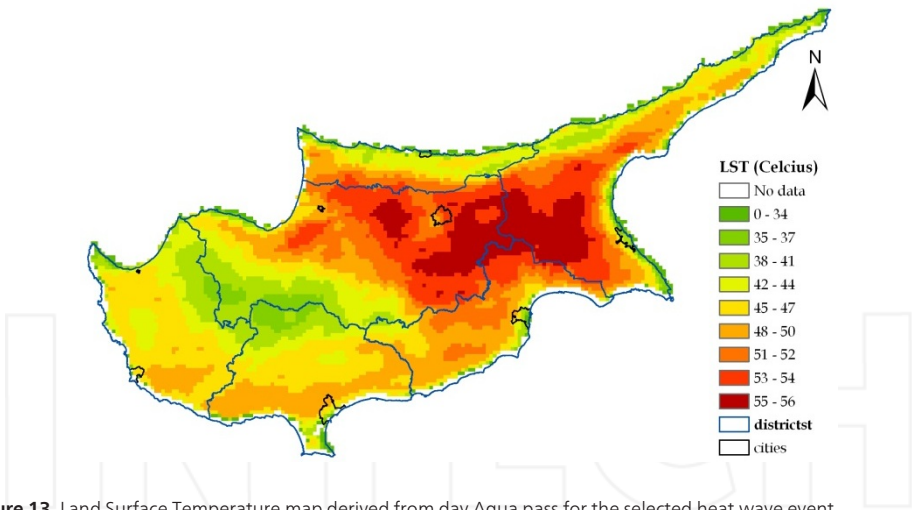 N
LST (Celcius)
No data
0 - 34
35 - 37
38 - 41
42 - 44
45 - 47
48 - 50
51 - 52
53 - 54
55 - 56
districtst
cities
13. Land Surface Temperature map derived from day Aqua pass for the selected heat wave event